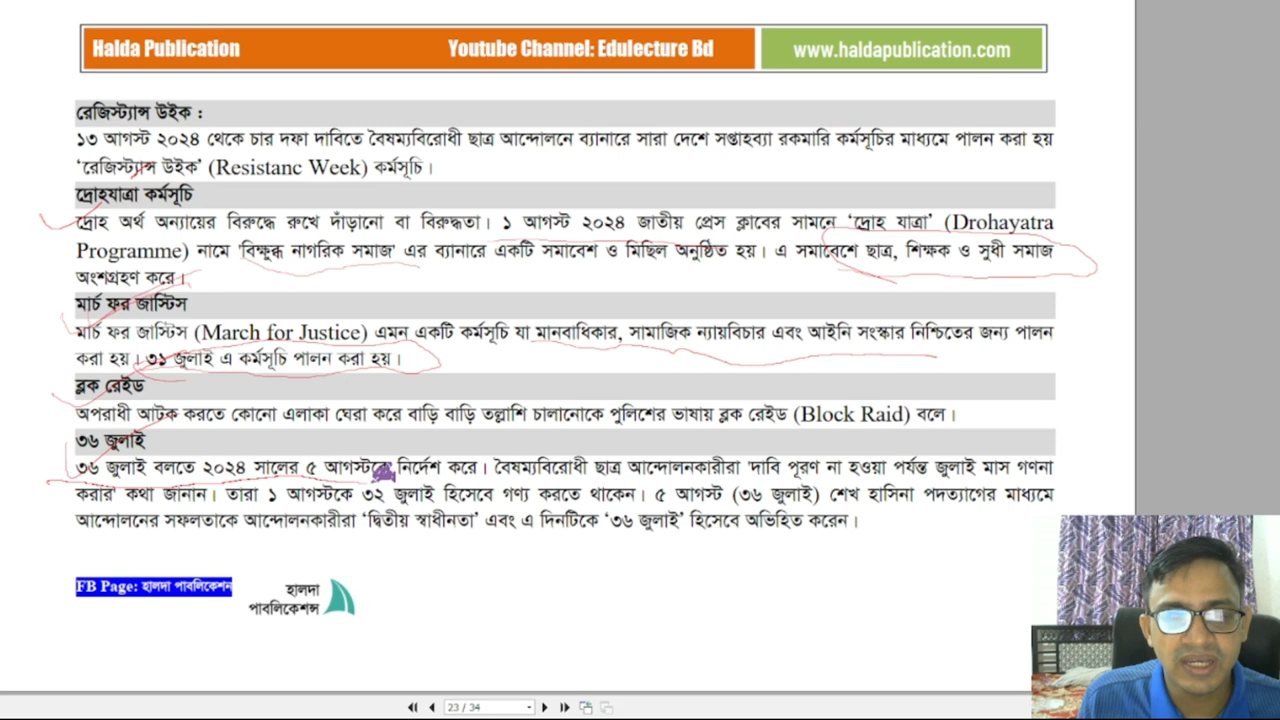 Halda Publication Youtube Channel: Edulecture Bd www.haldapublication.com
রেজিস্ট্যান্স উইক :
১৩ আগস্ট ২০২৪ থেকে চার দফা দাবিতে বৈষম্যবিরোধী ছাত্র আন্দোলনে ব্যানারে সারা দেশে সপ্তাহব্যা রকমারি কর্মসূচির মাধ্যমে পালন করা হয়
‘রেজিস্ট্যান্স উইক’ (Resistanc Week) কর্মসূচি।
দ্রোহযাত্রা কর্মসূচি
দ্রোহ অর্থ অন্যায়ের বিরুদ্ধে রুখে দাঁড়ানো বা বিরুদ্ধতা। ১ আগস্ট ২০২৪ জাতীয় প্রেস ক্লাবের সামনে ‘দ্রোহ যাত্রা’ (Drohayatra
Programme) নামে 'বিক্ষুব্ধ নাগরিক সমাজ' এর ব্যানারে একটি সমাবেশ ও মিছিল অনুষ্ঠিত হয়। এ সমাবেশে ছাত্র, শিক্ষক ও সুধী সমাজ
অংশগ্রহণ করে।
মার্চ ফর জাস্টিস
মার্চ ফর জাস্টিস (March for Justice) এমন একটি কর্মসূচি যা মানবাধিকার, সামাজিক ন্যায়বিচার এবং আইনি সংস্কার নিশ্চিতের জন্য পালন
করা হয়। ৩১ জুলাই এ কর্মসূচি পালন করা হয়।
ব্লক রেইড
অপরাধী আটক করতে কোনো এলাকা ঘেরা করে বাড়ি বাড়ি তল্লাশি চালানোকে পুলিশের ভাষায় ব্লক রেইড (Block Raid) বলে।
৩৬ জুলাই
৩৬ জুলাই বলতে ২০২৪ সালের ৫ আগস্টকে নির্দেশ করে। বৈষম্যবিরোধী ছাত্র আন্দোলনকারীরা 'দাবি পূরণ না হওয়া পর্যন্ত জুলাই মাস গণনা
করার' কথা জানান। তারা ১ আগস্টকে ৩২ জুলাই হিসেবে গণ্য করতে থাকেন। ৫ আগস্ট (৩৬ জুলাই) শেখ হাসিনা পদত্যাগের মাধ্যমে
আন্দোলনের সফলতাকে আন্দোলনকারীরা ‘দ্বিতীয় স্বাধীনতা’ এবং এ দিনটিকে ‘৩৬ জুলাই’ হিসেবে অভিহিত করেন।
FB Page: হালদা পাবলিকেশন
হালদা
পাবলিকেশন্স
23 / 34